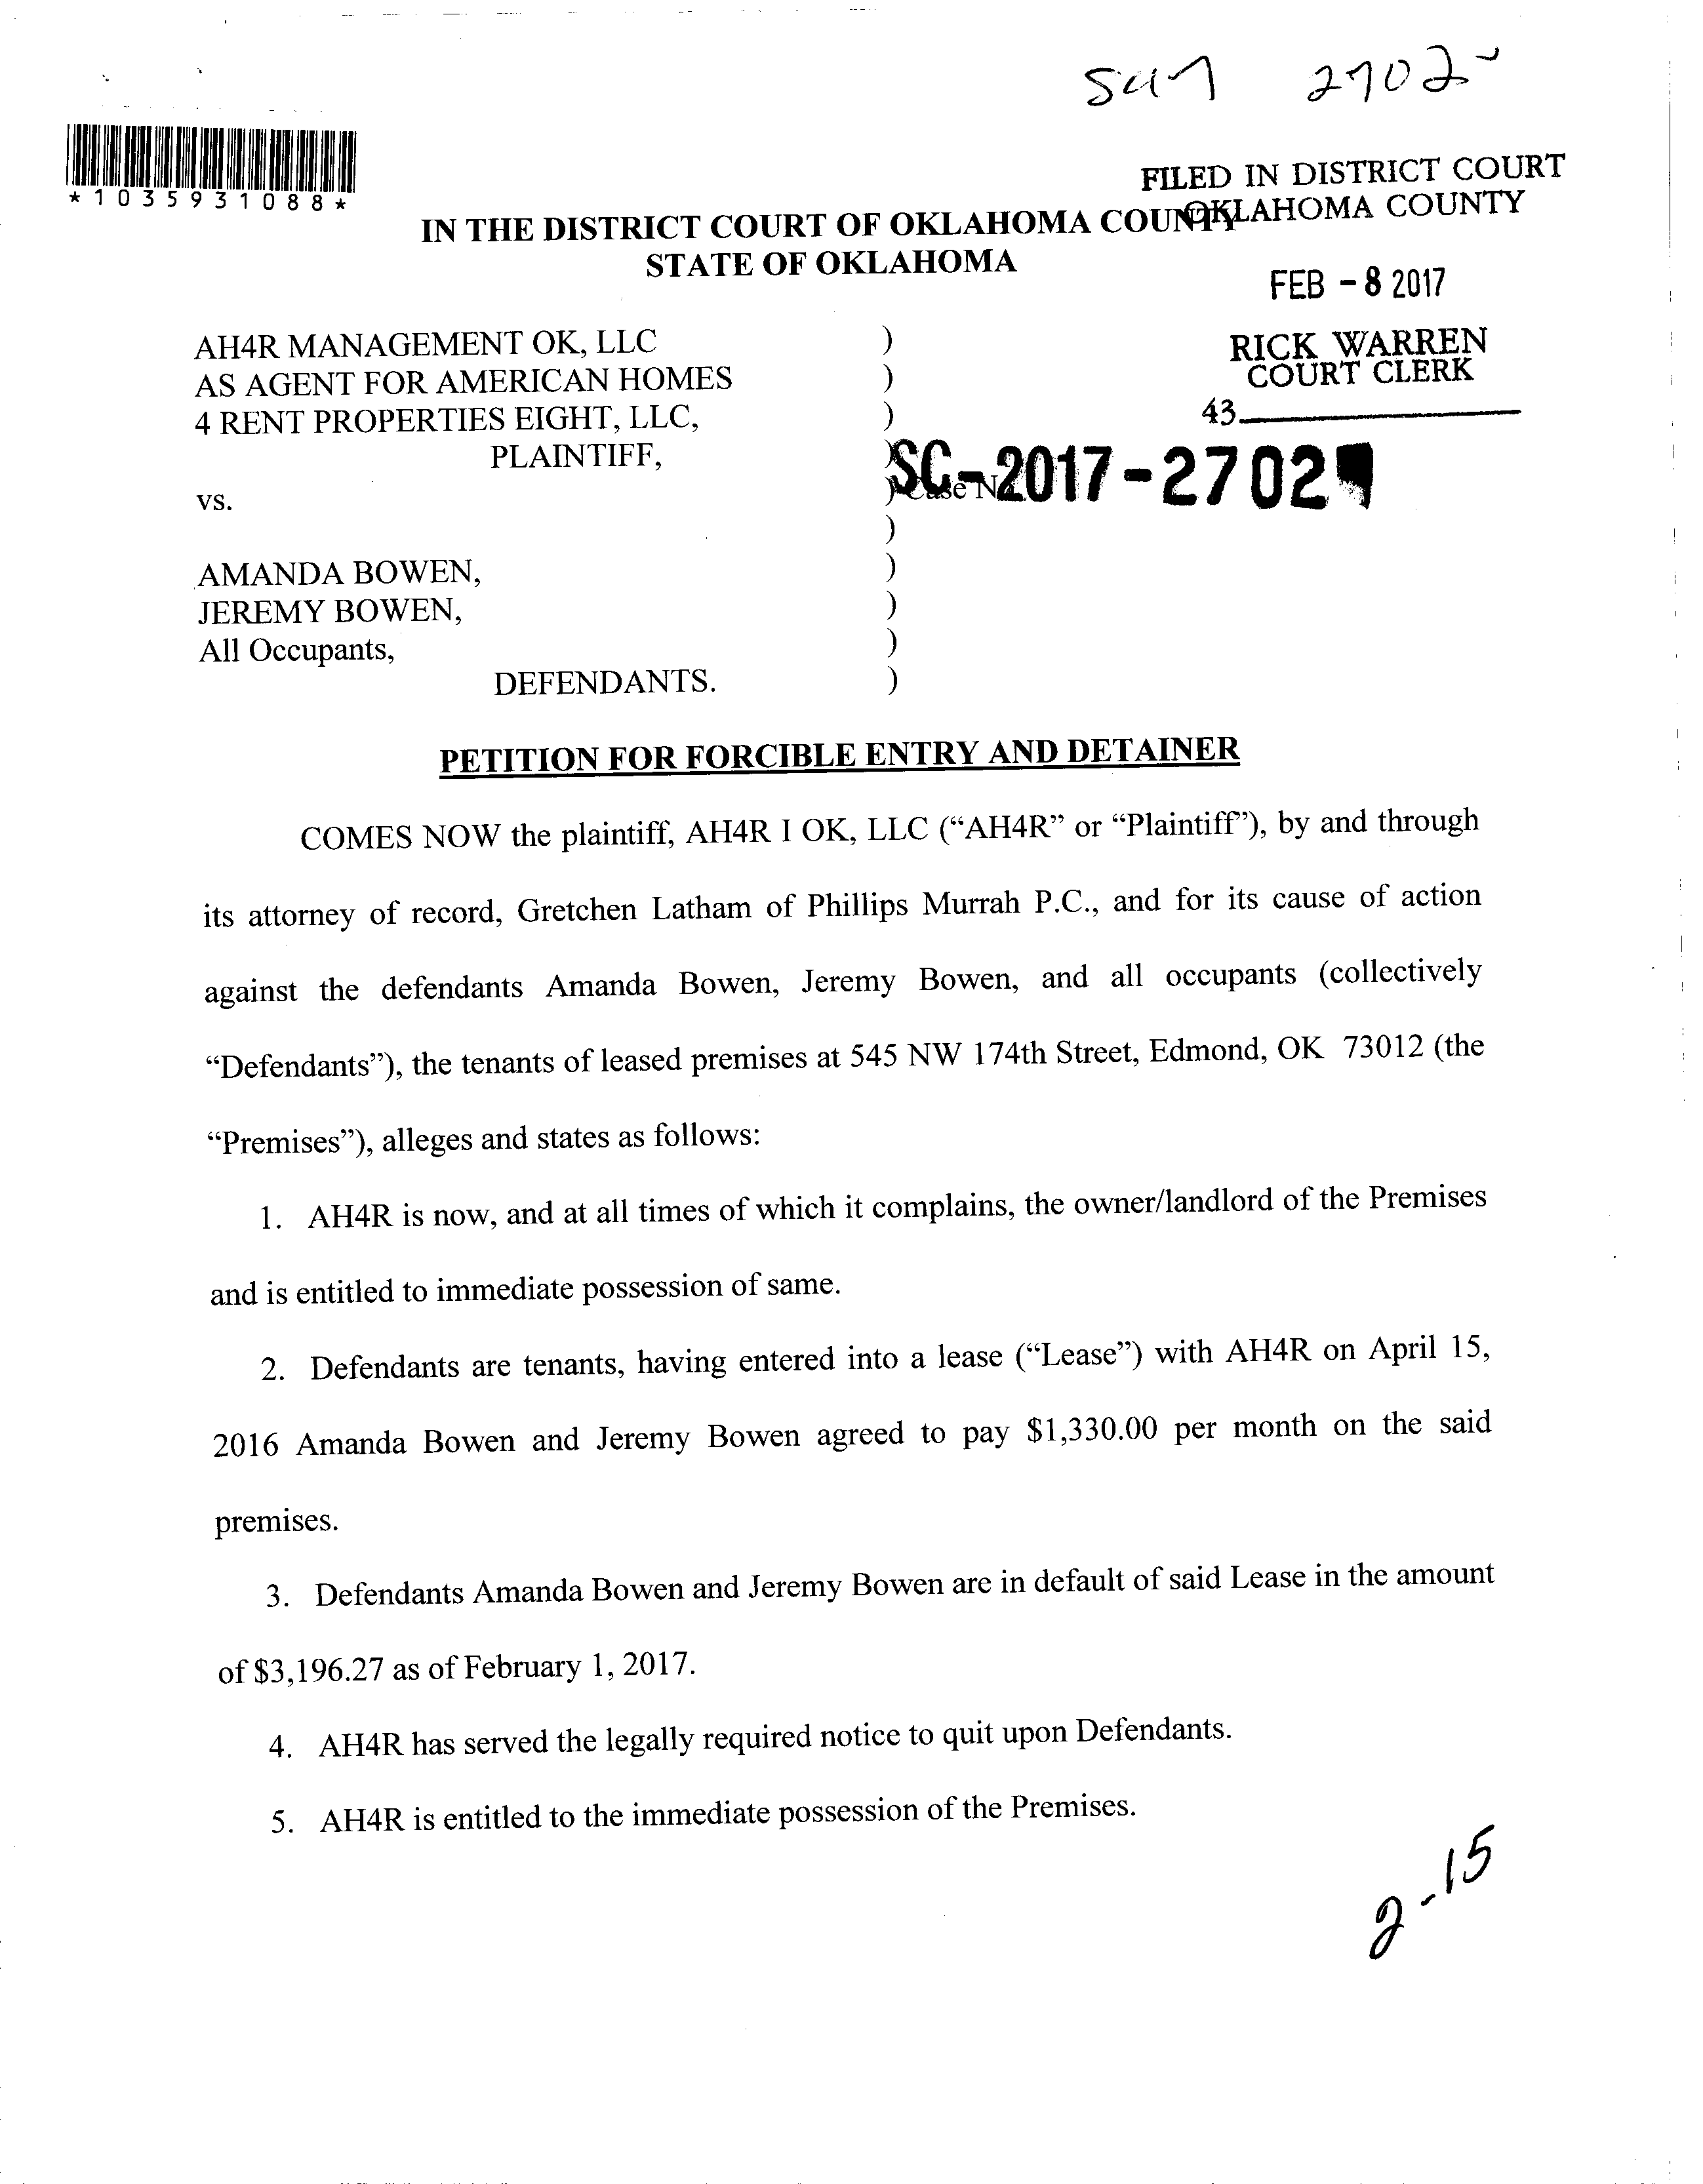 2702
*1035931088*
FILED IN DISTRICT COURT
OKLAHOMA COUNTY
IN THE DISTRICT COURT OF OKLAHOMA COUNTY
STATE OF OKLAHOMA
FEB - 8 2017
RICK WARREN
COURT CLERK
43
AH4R MANAGEMENT OK, LLC )
AS AGENT FOR AMERICAN HOMES )
4 RENT PROPERTIES EIGHT, LLC, )
PLAINTIFF, )
SC-2017-2702
vs. ) Case No.
)
AMANDA BOWEN, )
JEREMY BOWEN, )
All Occupants, )
DEFENDANTS. )
PETITION FOR FORCIBLE ENTRY AND DETAINER
COMES NOW the plaintiff, AH4R I OK, LLC (“AH4R” or “Plaintiff”), by and through
its attorney of record, Gretchen Latham of Phillips Murrah P.C., and for its cause of action
against the defendants Amanda Bowen, Jeremy Bowen, and all occupants (collectively
“Defendants”), the tenants of leased premises at 545 NW 174th Street, Edmond, OK 73012 (the
“Premises”), alleges and states as follows:
1. AH4R is now, and at all times of which it complains, the owner/landlord of the Premises
and is entitled to immediate possession of same.
2. Defendants are tenants, having entered into a lease (“Lease”) with AH4R on April 15,
2016 Amanda Bowen and Jeremy Bowen agreed to pay $1,330.00 per month on the said
premises.
3. Defendants Amanda Bowen and Jeremy Bowen are in default of said Lease in the amount
of $3,196.27 as of February 1, 2017.
4. AH4R has served the legally required notice to quit upon Defendants.
5. AH4R is entitled to the immediate possession of the Premises.
2-15